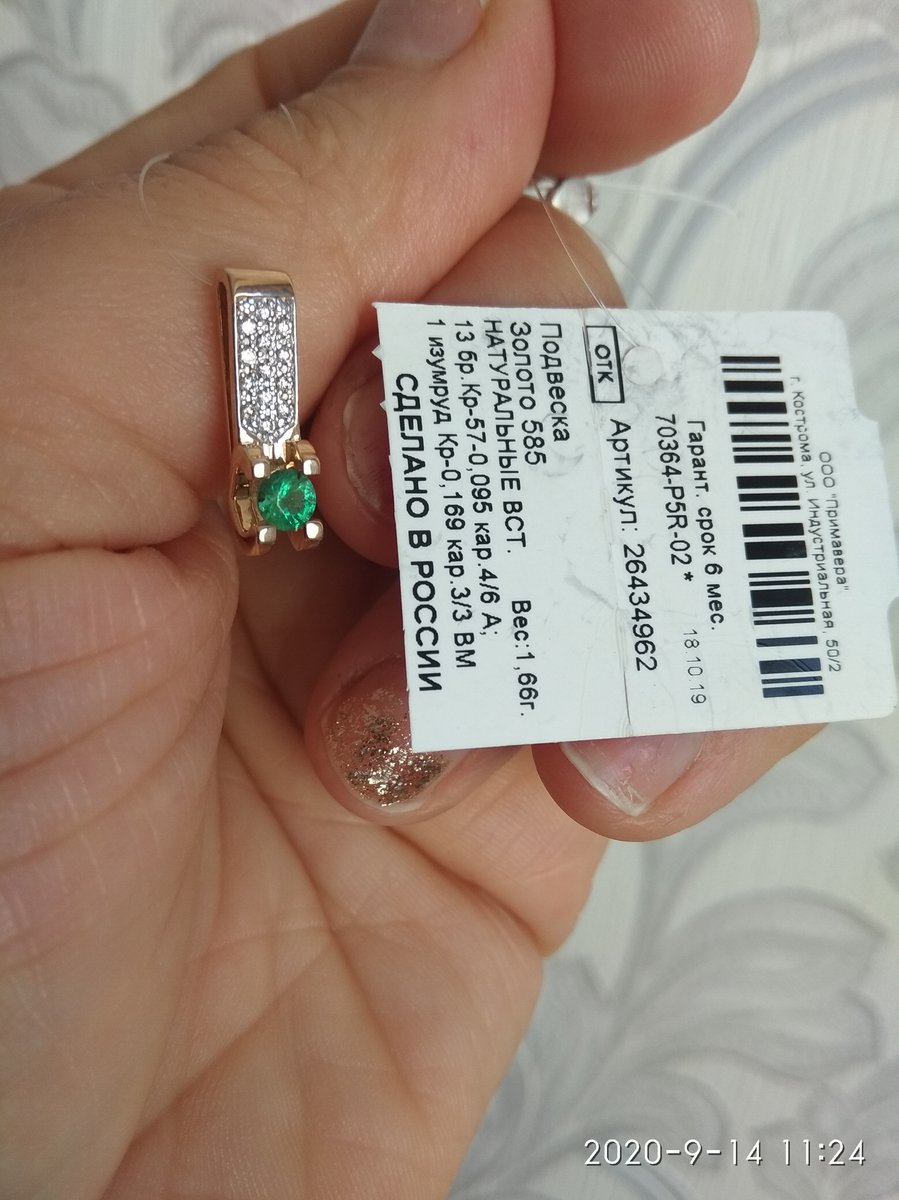 ООО "Примавера"
г. Кострома, ул. Индустриальная, 50/2
Гарант. срок 6 мес.
70364-P5R-02 * 18.10.19
Артикул: 26434962
ОТК
Подвеска
Золото 585 Вес:1,66г.
НАТУРАЛЬНЫЕ ВСТ.
13 бр.Кр-57-0,095 кар.4/6 А;
1 изумруд Кр-0,169 кар.3/3 ВМ
СДЕЛАНО В РОССИИ
2020-9-14 11:24